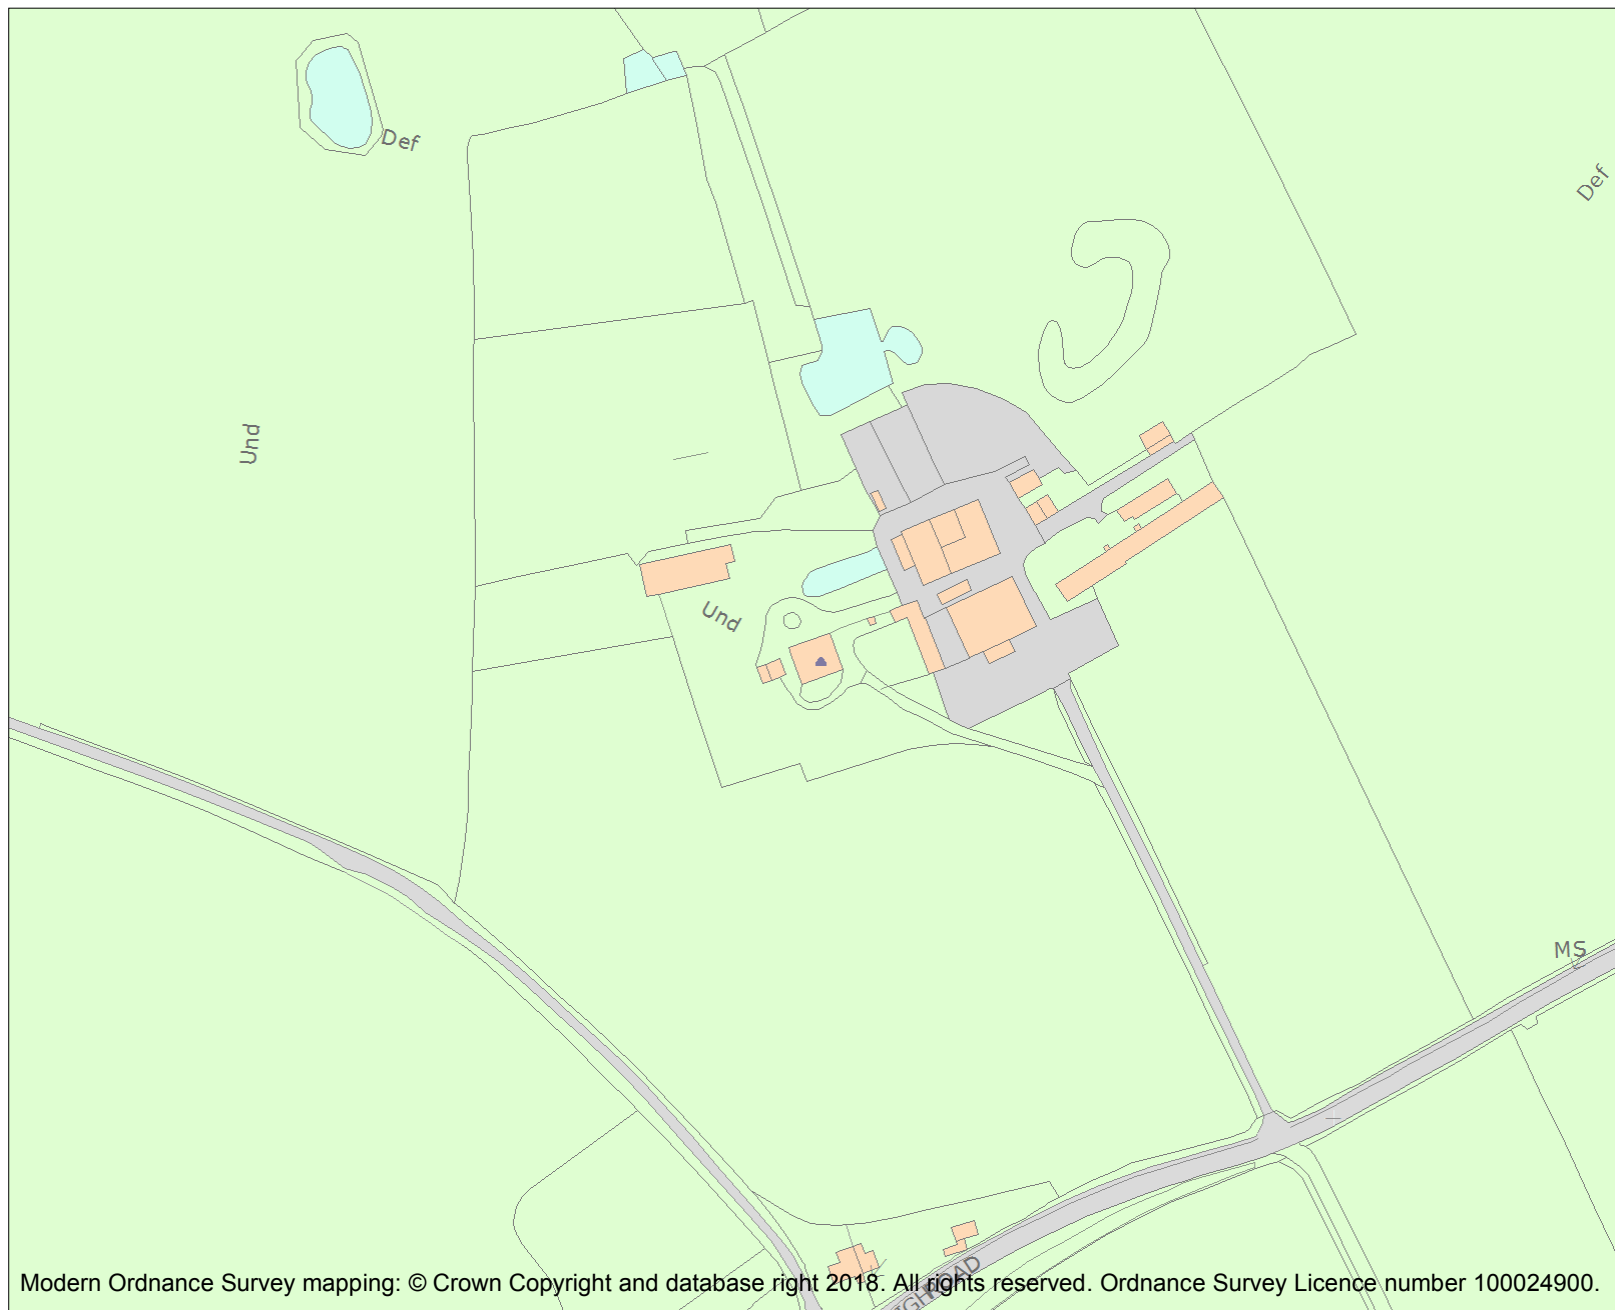 Def
Def
Und
Und
MS
Modern Ordnance Survey mapping: © Crown Copyright and database right 2018. All rights reserved. Ordnance Survey Licence number 100024900.